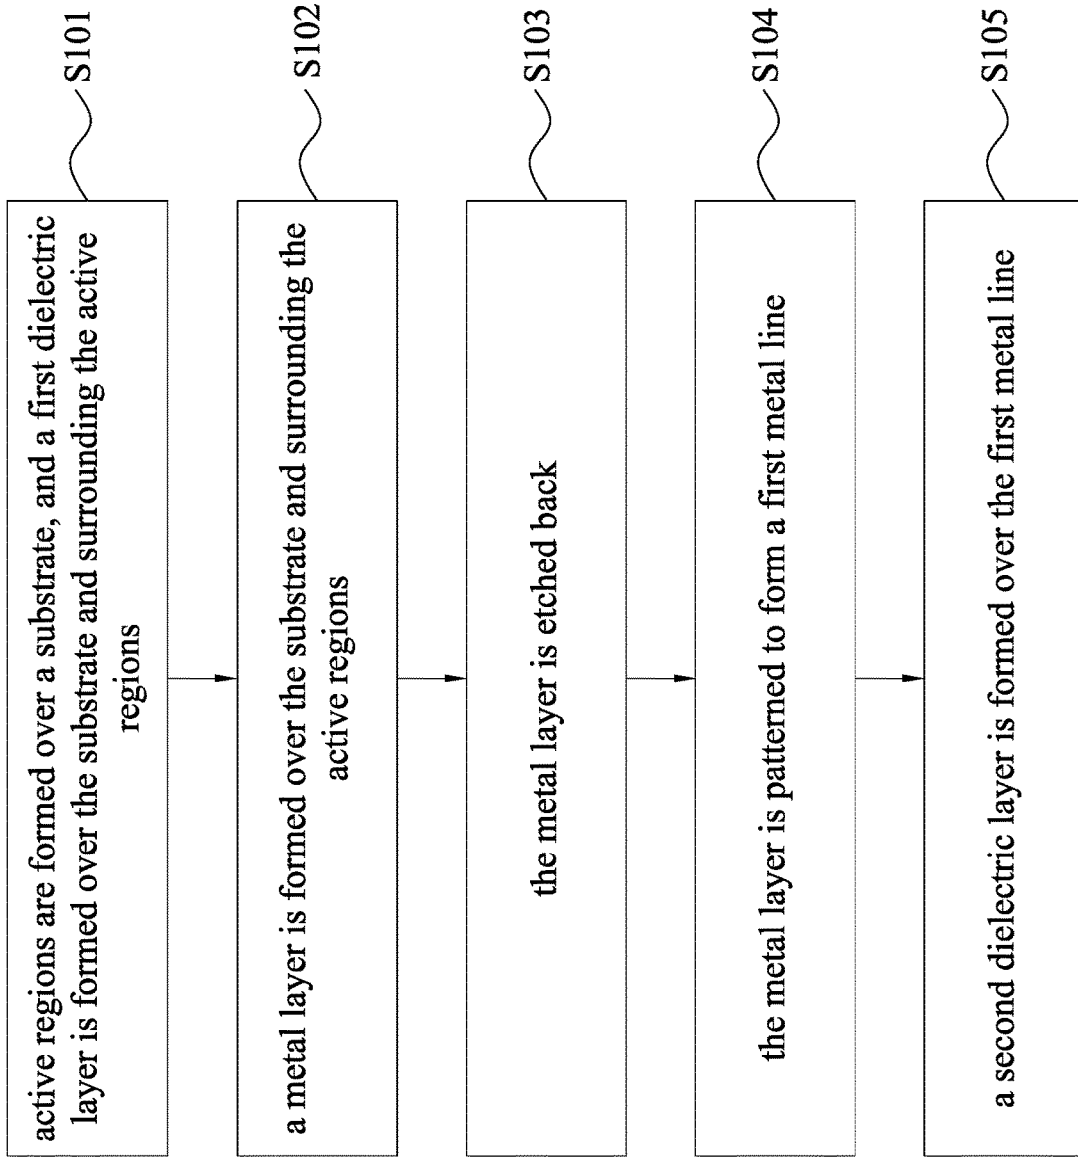 active regions are formed over a substrate, and a first dielectric
layer is formed over the substrate and surrounding the active
regions
S101
a metal layer is formed over the substrate and surrounding the
active regions
S102
the metal layer is etched back
S103
the metal layer is patterned to form a first metal line
S104
a second dielectric layer is formed over the first metal line
S105